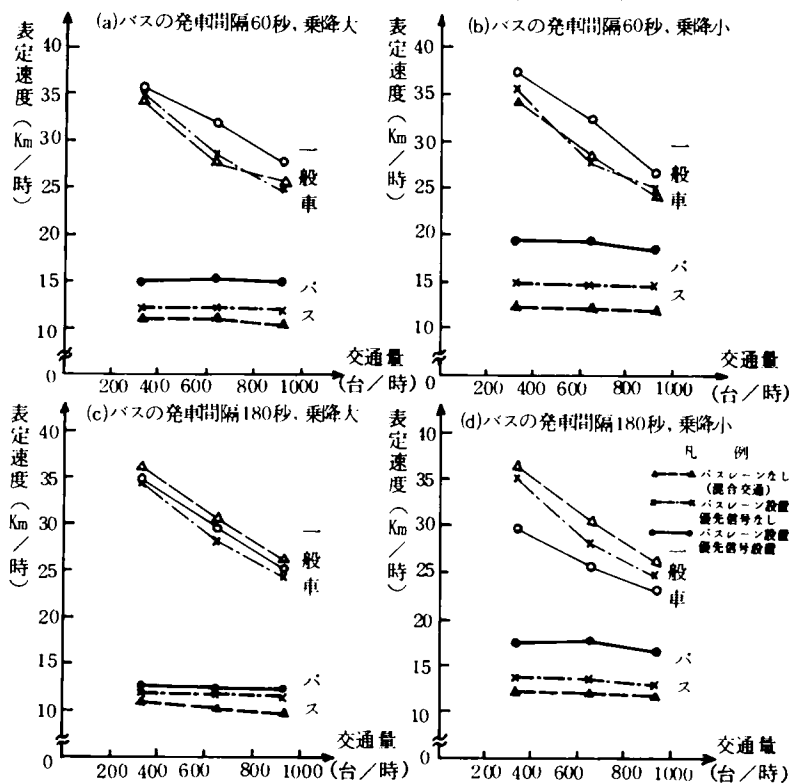 (a)バスの発車間隔60秒,乗降大
表定速度(Km/時)
40
35
30
25
20
15
10
0
一般車
バス
200 400 600 800 1000
交通量
(台/時)
(b)バスの発車間隔60秒,乗降小
表定速度(Km/時)
40
35
30
25
20
15
10
0
一般車
バス
200 400 600 800 1000
交通量
(台/時)
(c)バスの発車間隔180秒,乗降大
表定速度(Km/時)
40
35
30
25
20
15
10
0
一般車
バス
200 400 600 800 1000
交通量
(台/時)
(d)バスの発車間隔180秒,乗降小
表定速度(Km/時)
40
35
30
25
20
15
10
0
凡例
バスレーンなし
(混合交通)
バスレーン設置
優先信号なし
バスレーン設置
優先信号設置
一般車
バス
200 400 600 800 1000
交通量
(台/時)